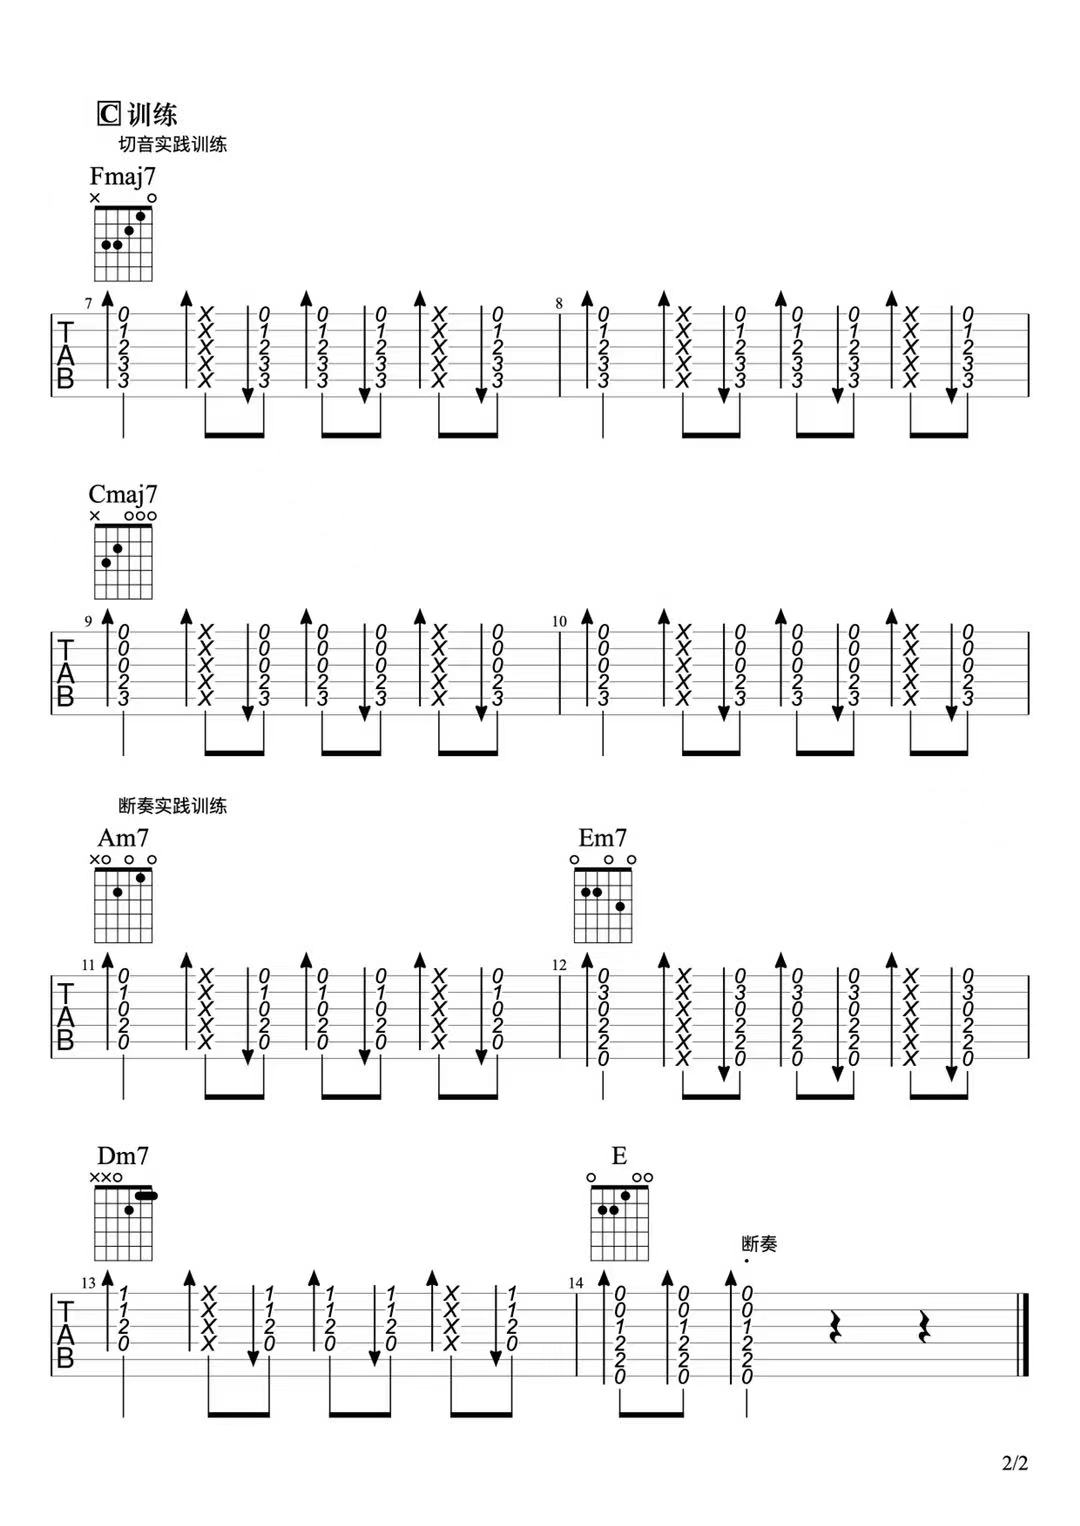 C 训练
切音实践训练
Fmaj7
× ○
7 8
T 0 X 0 0 0 X 0 0 X 0 0 0 X 0
1 X 1 1 1 X 1 1 X 1 1 1 X 1
A 2 X 2 2 2 X 2 2 X 2 2 2 X 2
3 X 3 3 3 X 3 3 X 3 3 3 X 3
B 3 X 3 3 3 X 3 3 X 3 3 3 X 3
Cmaj7
× ○○○
9 10
T 0 X 0 0 0 X 0 0 X 0 0 0 X 0
0 X 0 0 0 X 0 0 X 0 0 0 X 0
A 0 X 0 0 0 X 0 0 X 0 0 0 X 0
2 X 2 2 2 X 2 2 X 2 2 2 X 2
B 3 X 3 3 3 X 3 3 X 3 3 3 X 3
断奏实践训练
Am7 Em7
×○ ○ ○ ○ ○ ○
11 12
0 X 0 0 0 X 0 0 X 0 0 0 X 0
T 1 X 1 1 1 X 1 3 X 3 3 3 X 3
0 X 0 0 0 X 0 0 X 0 0 0 X 0
A 2 X 2 2 2 X 2 2 X 2 2 2 X 2
B 0 X 0 0 0 X 0 2 X 2 2 2 X 2
0 X 0 0 0 X 0
Dm7 E
××○ ○ ○○
断奏
13 14
1 X 1 1 1 X 1 0 0 0
T 1 X 1 1 1 X 1 0 0 0
2 X 2 2 2 X 2 1 1 1
A 0 X 0 0 0 X 0 2 2 2
B 2 2 2
0 0 0
2/2